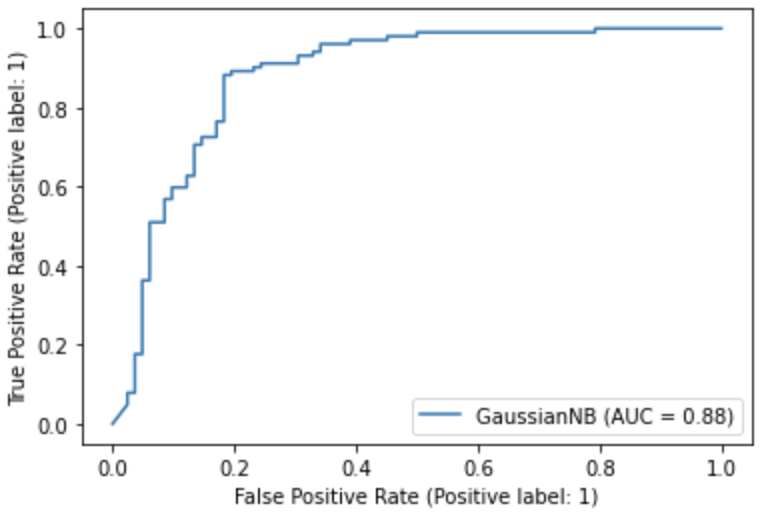 1.0
0.8
0.6
0.4
0.2
0.0
True Positive Rate (Positive label: 1)
GaussianNB (AUC = 0.88)
0.0 0.2 0.4 0.6 0.8 1.0
False Positive Rate (Positive label: 1)